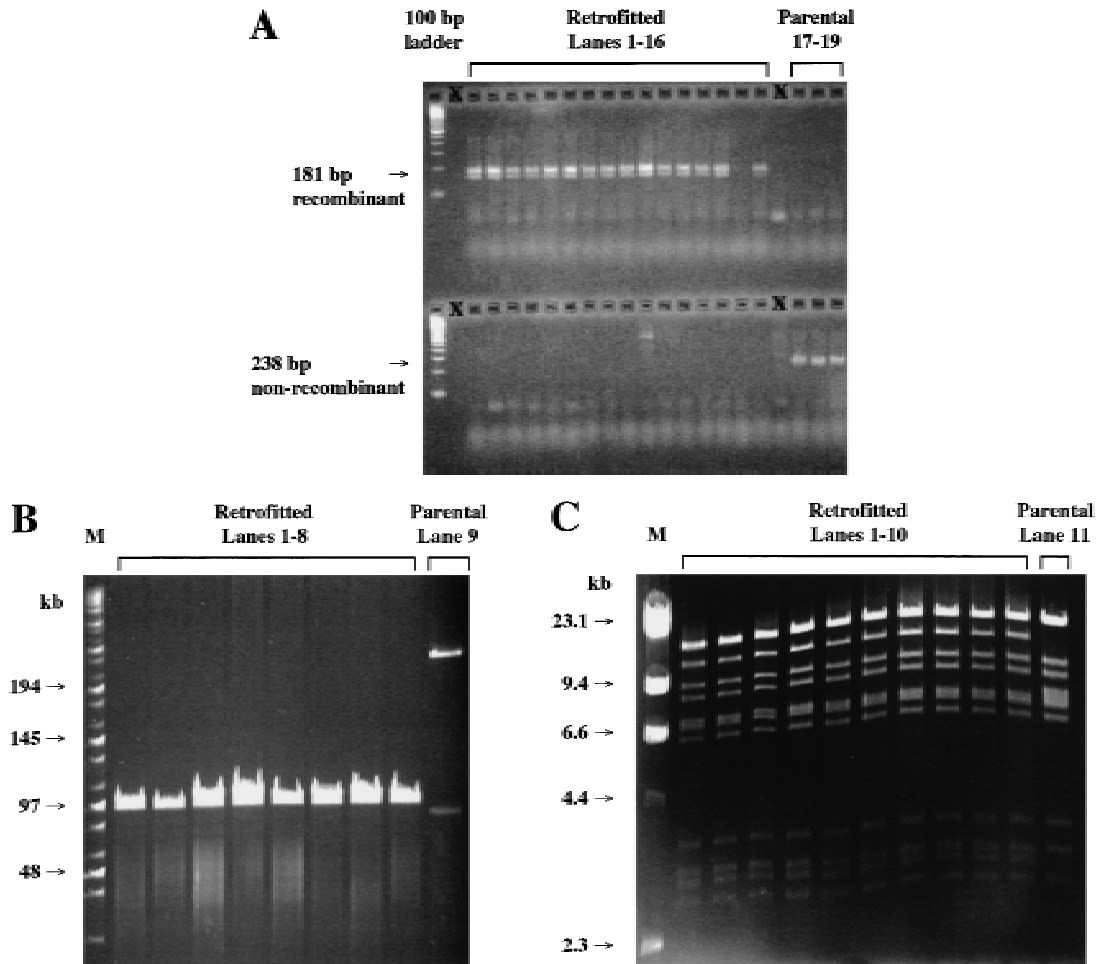 A
100 bp
ladder
Retrofitted
Lanes 1-16
Parental
17-19
X
X
181 bp →
recombinant
X
X
238 bp →
non-recombinant
B
M
Retrofitted
Lanes 1-8
Parental
Lane 9
kb
194 →
145 →
97 →
48 →
C
M
Retrofitted
Lanes 1-10
Parental
Lane 11
kb
23.1 →
9.4 →
6.6 →
4.4 →
2.3 →